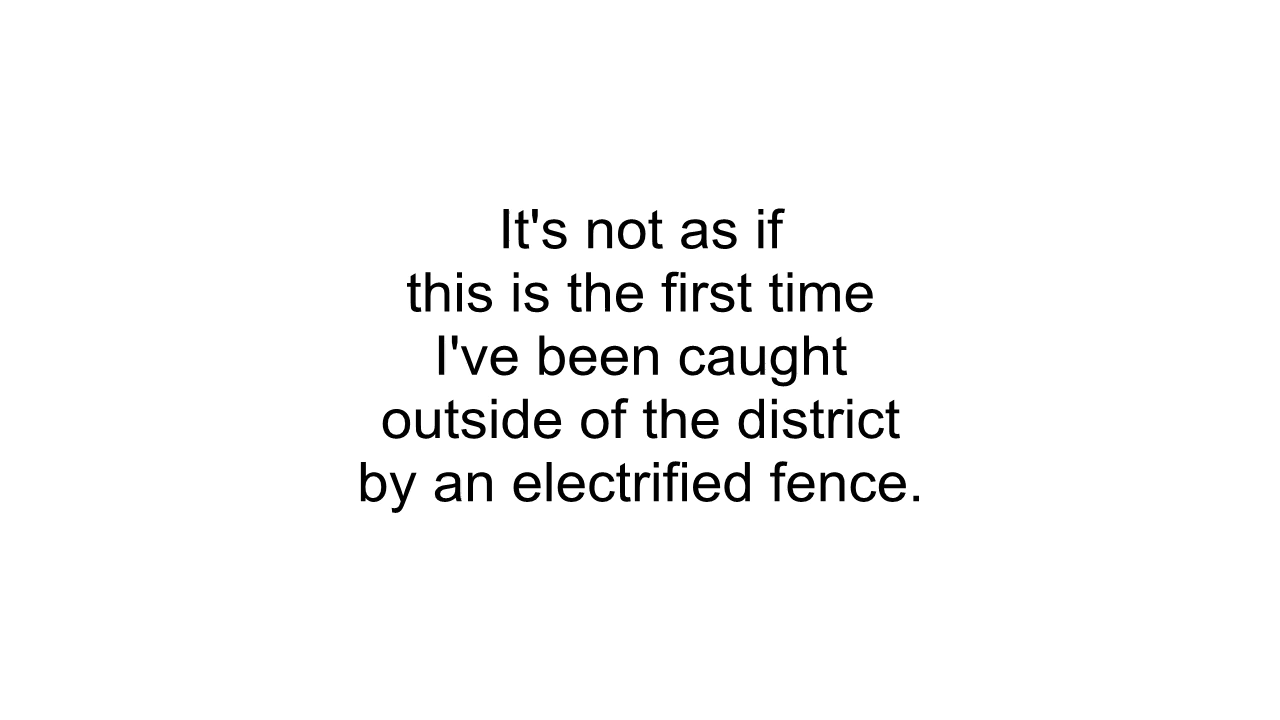 It's not as if
this is the first time
I've been caught
outside of the district
by an electrified fence.